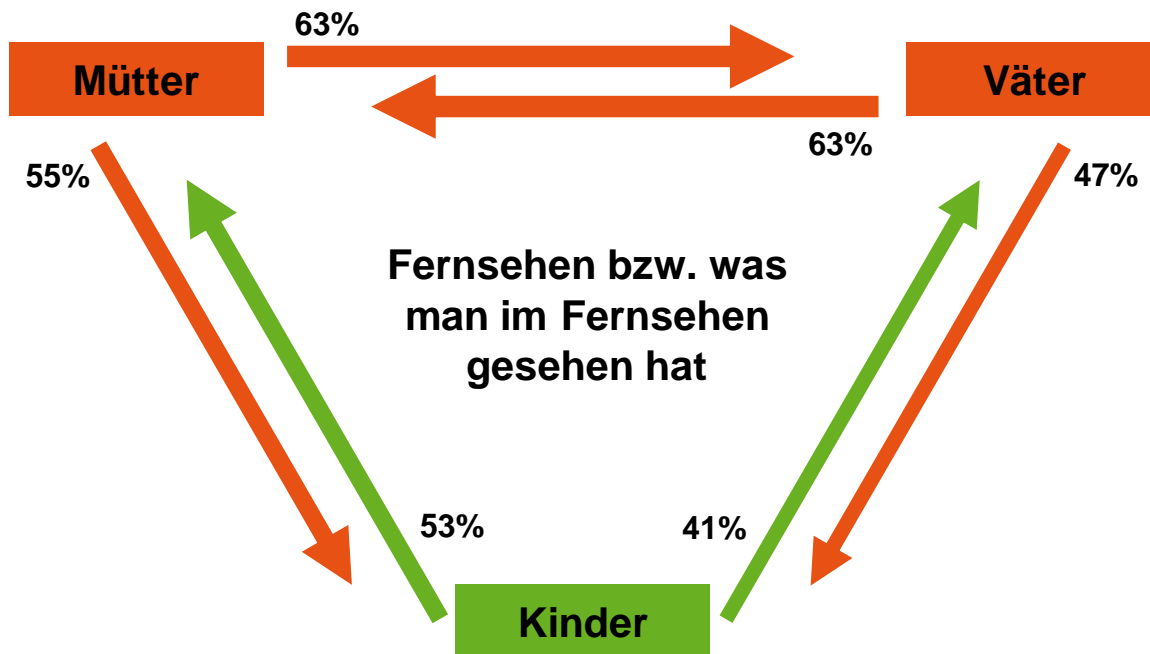 63%
Mütter
Väter
63%
55%
47%
Fernsehen bzw. was
man im Fernsehen
gesehen hat
53%
41%
Kinder